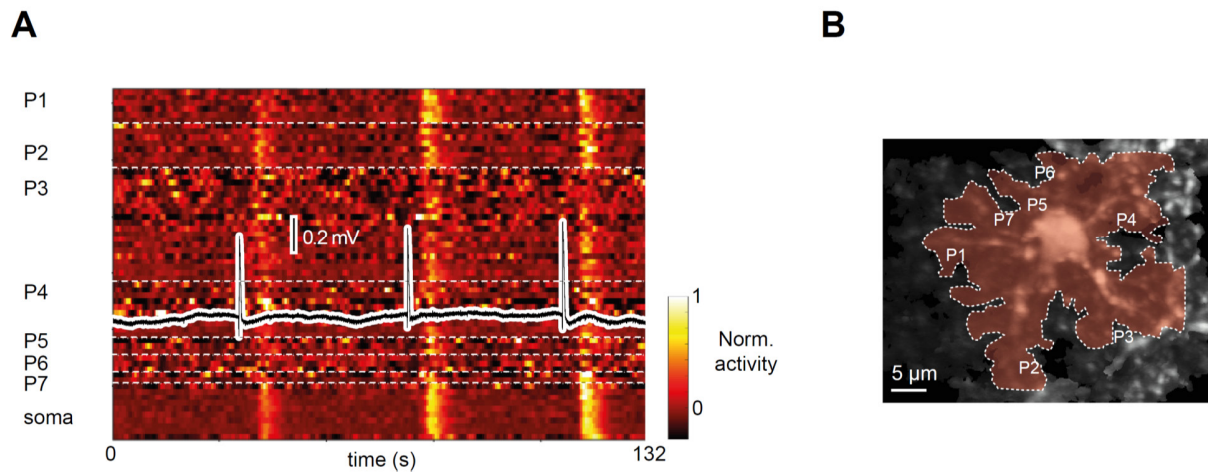 A
B
P1
P2
P3
P4
P5
P6
P7
soma
0.2 mV
0
132
time (s)
1
Norm.
activity
0
P6
P5
P7
P4
P1
P3
P2
5 µm